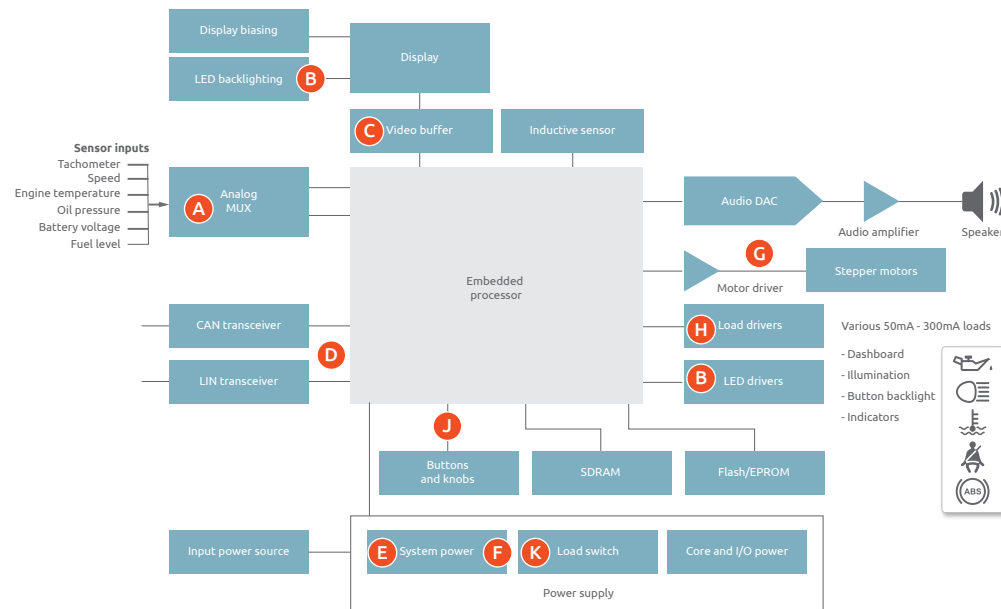 Display biasing
Display
LED backlighting
B
C
Video buffer
Inductive sensor
Sensor inputs
Tachometer
Speed
Engine temperature
Oil pressure
Battery voltage
Fuel level
Analog
MUX
A
Audio DAC
Audio amplifier
Speaker
G
Motor driver
Stepper motors
Embedded
processor
CAN transceiver
D
LIN transceiver
H
Load drivers
B
LED drivers
Various 50mA - 300mA loads
- Dashboard
- Illumination
- Button backlight
- Indicators
ABS
J
Buttons
and knobs
SDRAM
Flash/EPROM
Input power source
E
System power
F
K
Load switch
Core and I/O power
Power supply